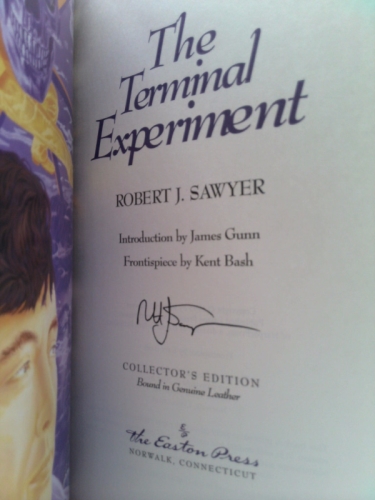 The
Terminal
Experiment
ROBERT J. SAWYER
Introduction by James Gunn
Frontispiece by Kent Bash
COLLECTOR'S EDITION
Bound in Genuine Leather
The Easton Press
NORWALK, CONNECTICUT